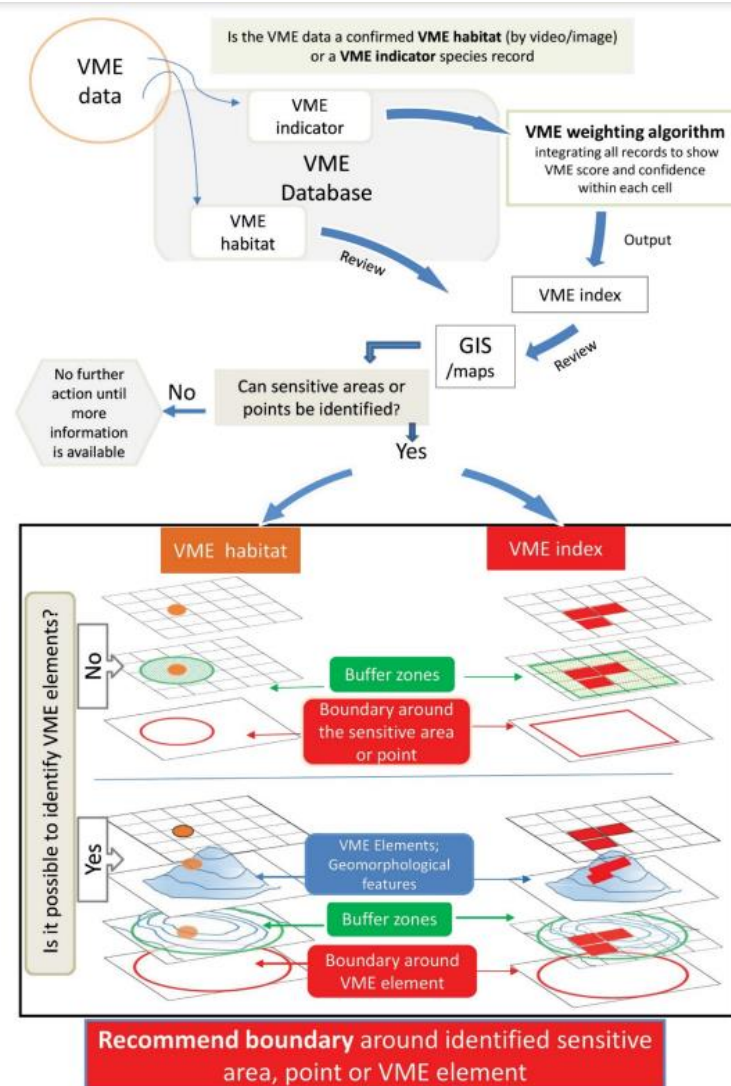 Is the VME data a confirmed VME habitat (by video/image)
or a VME indicator species record
VME
data
VME
indicator
VME
Database
VME
habitat
VME weighting algorithm
integrating all records to show
VME score and confidence
within each cell
Review
Output
VME index
GIS
/maps
Review
Can sensitive areas or
points be identified?
No
No further
action until
more
information
is available
Yes
VME habitat
VME index
Is it possible to identify VME elements?
No
Buffer zones
Boundary around
the sensitive area
or point
Yes
VME Elements;
Geomorphological
features
Buffer zones
Boundary around
VME element
Recommend boundary around identified sensitive
area, point or VME element